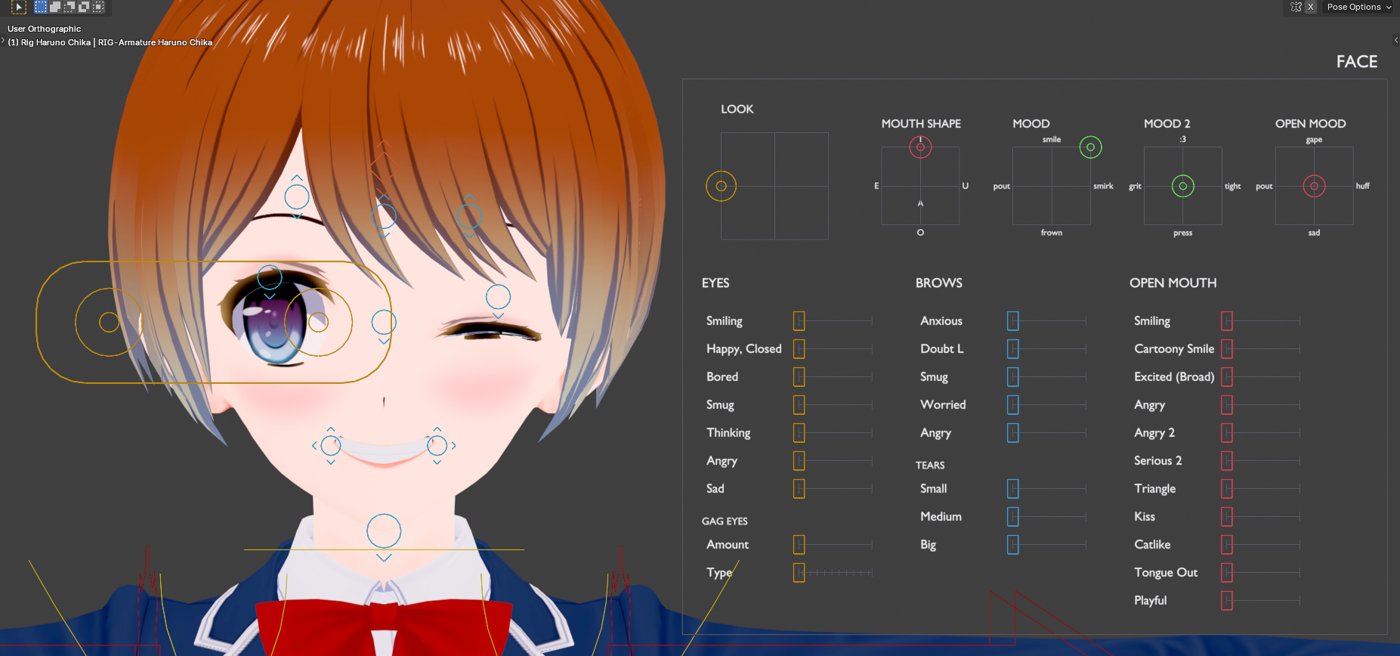 Pose Options
User Orthographic
(1) Rig Haruno Chika | RIG-Armature Haruno Chika
X
FACE
LOOK
MOUTH SHAPE
I
E
U
A
O
MOOD
smile
pout
smirk
frown
MOOD 2
:3
grit
tight
press
OPEN MOOD
gape
pout
huff
sad
EYES
Smiling
Happy, Closed
Bored
Smug
Thinking
Angry
Sad
GAG EYES
Amount
Type
BROWS
Anxious
Doubt L
Smug
Worried
Angry
TEARS
Small
Medium
Big
OPEN MOUTH
Smiling
Cartoony Smile
Excited (Broad)
Angry
Angry 2
Serious 2
Triangle
Kiss
Catlike
Tongue Out
Playful